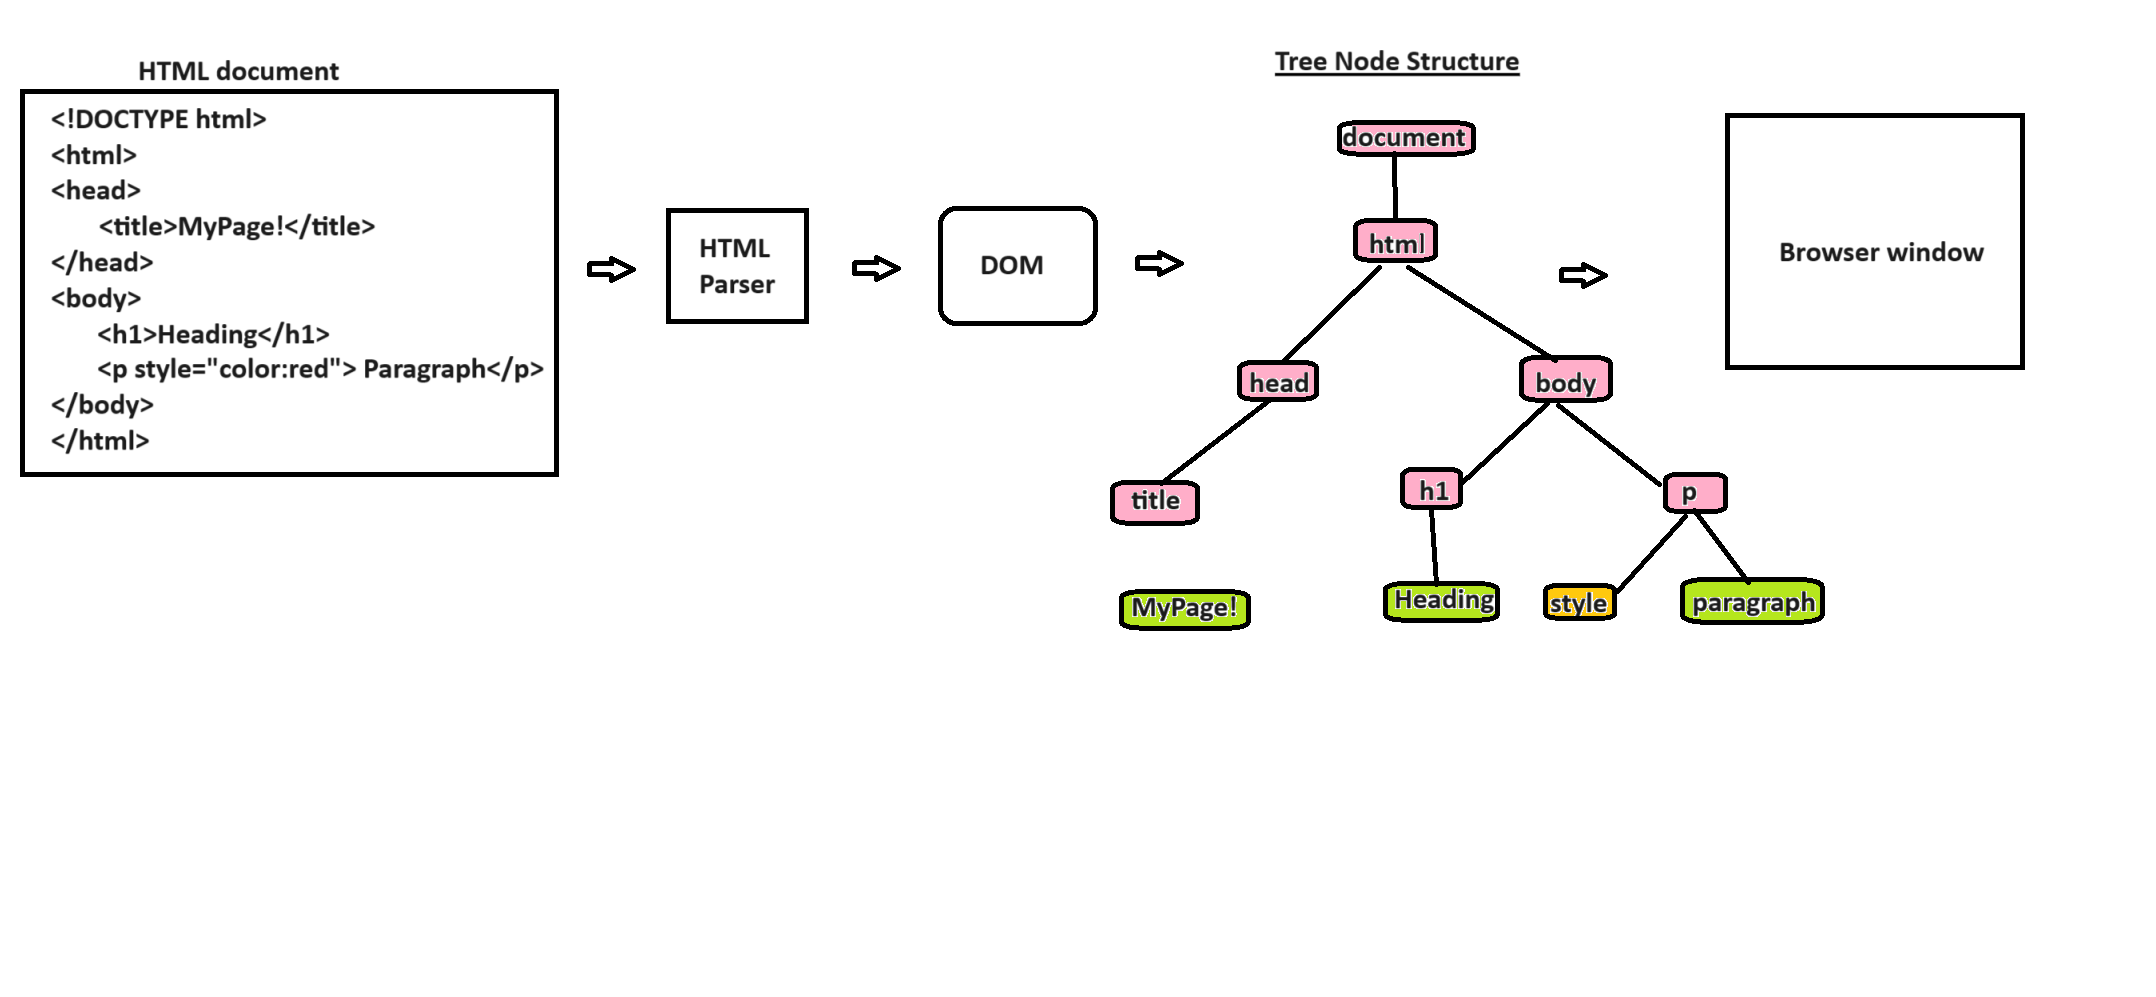 HTML document
<!DOCTYPE html>
<html>
<head>
<title>MyPage!</title>
</head>
<body>
<h1>Heading</h1>
<p style="color:red"> Paragraph</p>
</body>
</html>
HTML
Parser
DOM
Tree Node Structure
document
html
head
body
title
h1
p
MyPage!
Heading
style
paragraph
Browser window